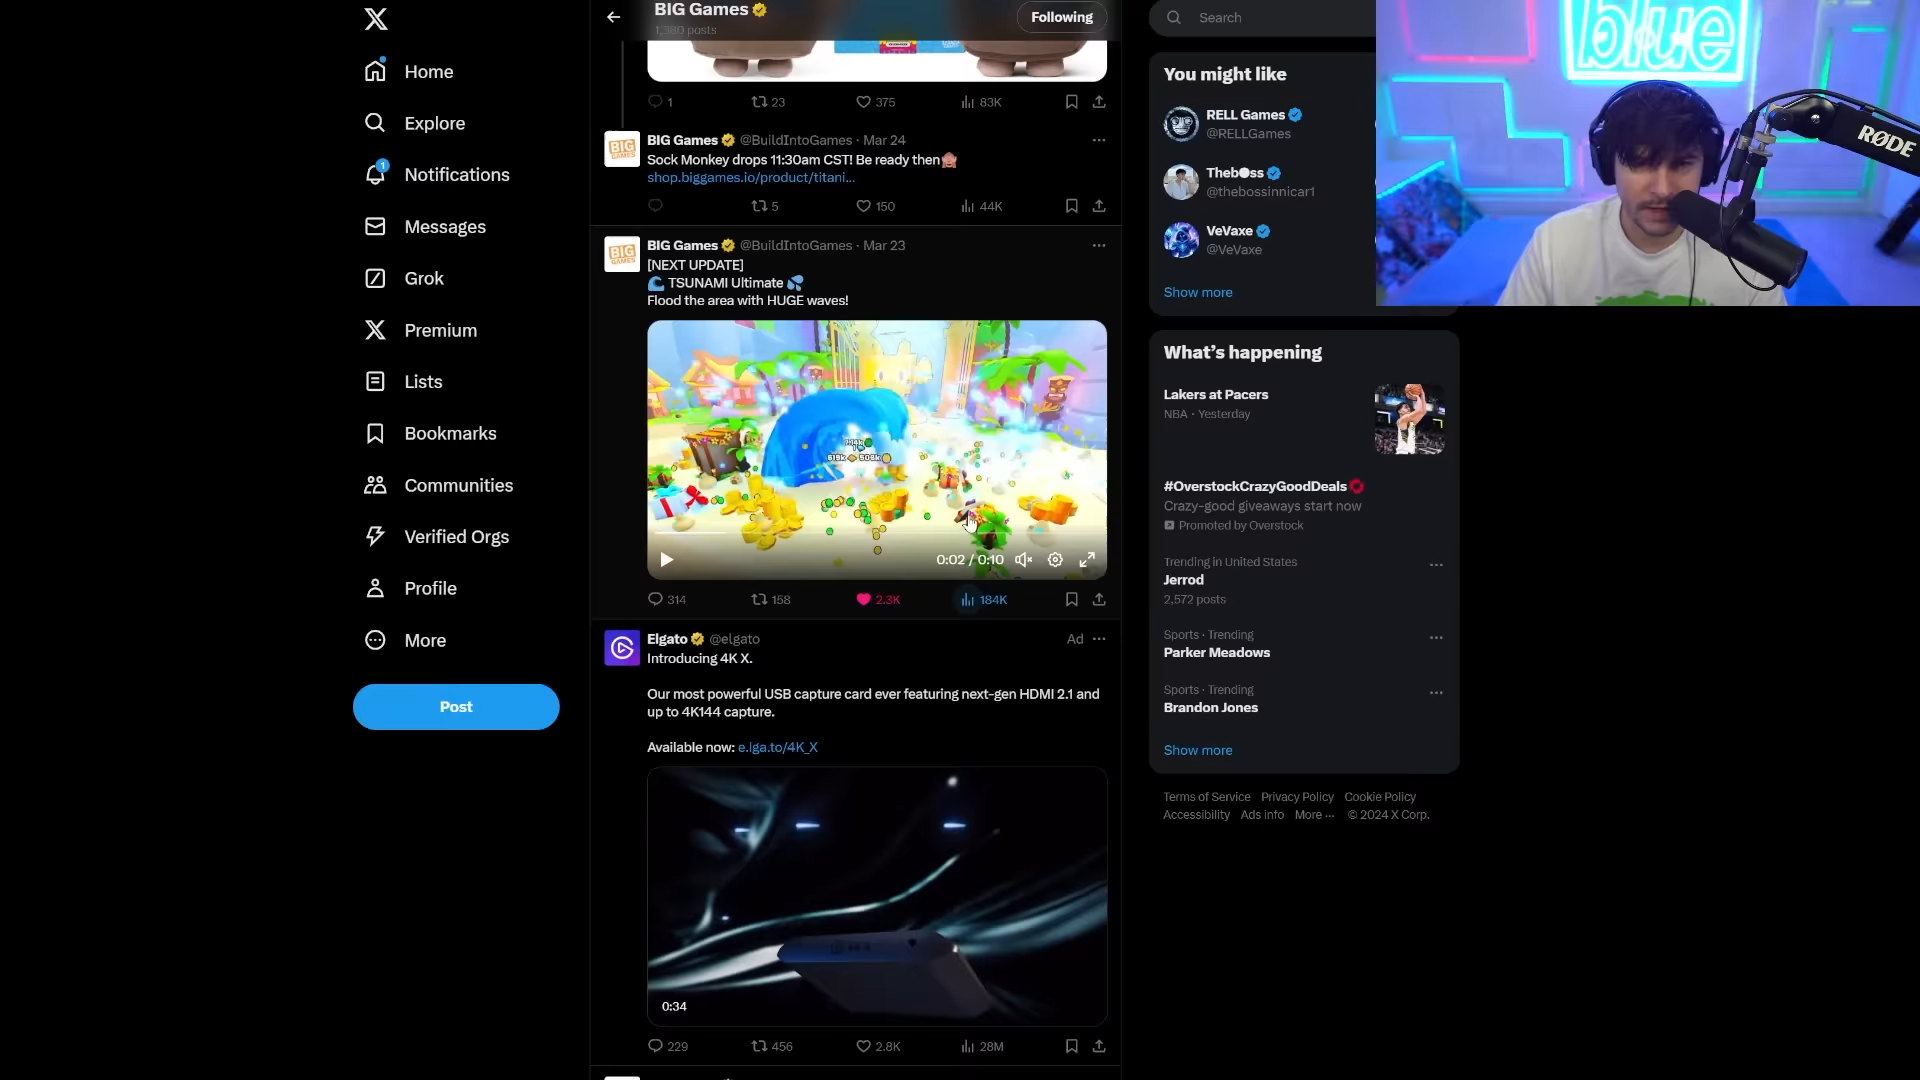 Home
Explore
1
Notifications
Messages
Grok
Premium
Lists
Bookmarks
Communities
Verified Orgs
Profile
More
Post
BIG Games
1,380 posts
Following
1
23
375
83K
BIG GAMES
BIG Games @BuildIntoGames · Mar 24
Sock Monkey drops 11:30am CST! Be ready then🙈
shop.biggames.io/product/titani...
5
150
44K
BIG GAMES
BIG Games @BuildIntoGames · Mar 23
[NEXT UPDATE]
🌊 TSUNAMI Ultimate 💦
Flood the area with HUGE waves!
0:02 / 0:10
314
158
2.3K
184K
Elgato @elgato
Ad
Introducing 4K X.
Our most powerful USB capture card ever featuring next-gen HDMI 2.1 and
up to 4K144 capture.
Available now: e.lga.to/4K_X
0:34
229
456
2.8K
28M
Search
You might like
RELL Games
@RELLGames
@thebossinnicar1
VeVaxe
@VeVaxe
Show more
What's happening
Lakers at Pacers
NBA · Yesterday
#OverstockCrazyGoodDeals
Crazy-good giveaways start now
Promoted by Overstock
Trending in United States
Jerrod
2,572 posts
Sports · Trending
Parker Meadows
Sports · Trending
Brandon Jones
Show more
Terms of Service Privacy Policy Cookie Policy
Accessibility Ads info More ··· © 2024 X Corp.
blue
RØDE